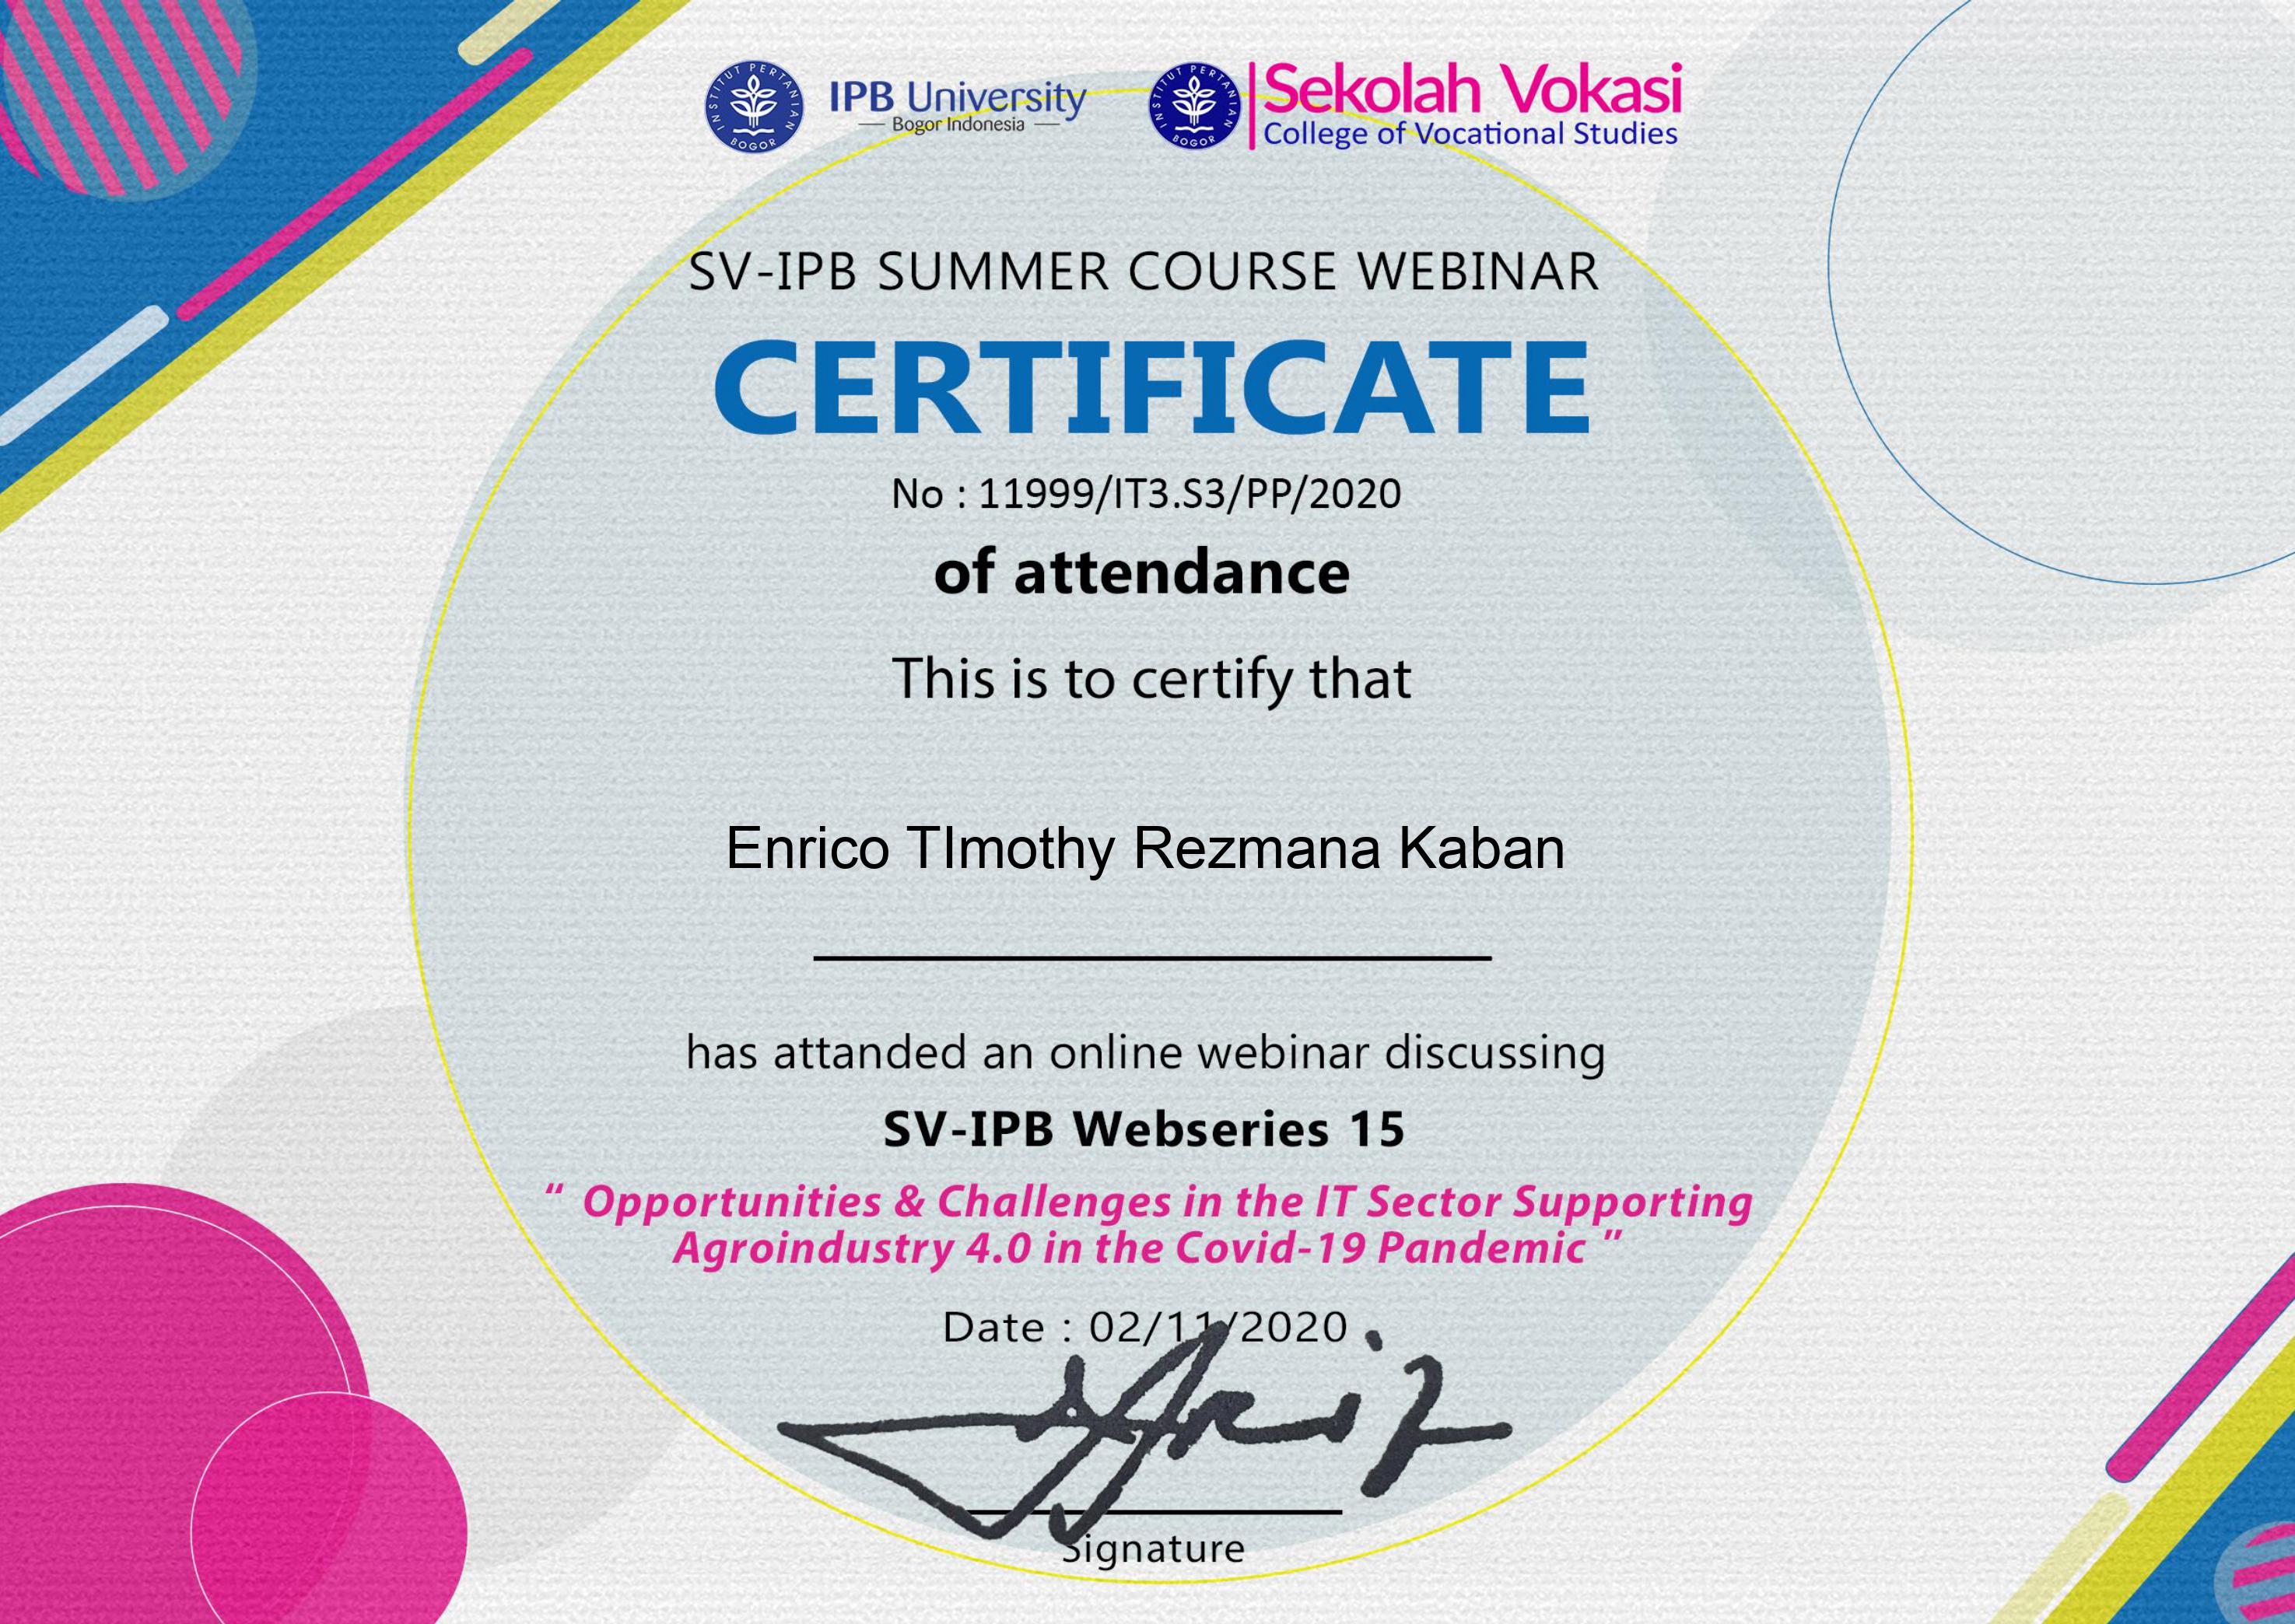 INSTITUT PERTANIAN BOGOR
IPB University
Bogor Indonesia
INSTITUT PERTANIAN BOGOR
Sekolah Vokasi
College of Vocational Studies
SV-IPB SUMMER COURSE WEBINAR
CERTIFICATE
No : 11999/IT3.S3/PP/2020
of attendance
This is to certify that
Enrico TImothy Rezmana Kaban
has attanded an online webinar discussing
SV-IPB Webseries 15
“ Opportunities & Challenges in the IT Sector Supporting
Agroindustry 4.0 in the Covid-19 Pandemic ”
Date : 02/11/2020
Signature